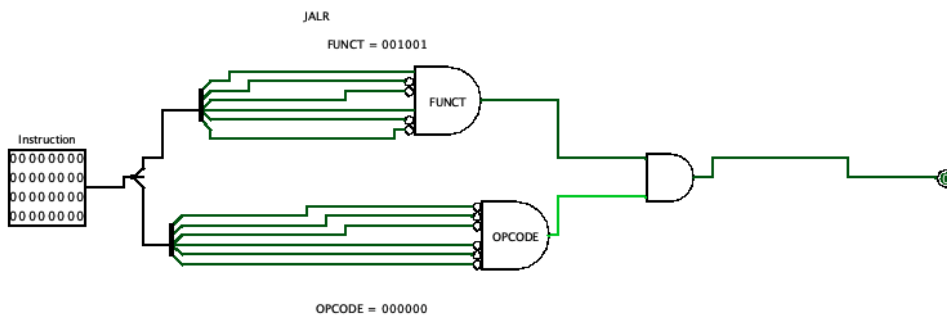 JALR
FUNCT = 001001
FUNCT
Instruction
00000000
00000000
00000000
00000000
OPCODE
OPCODE = 000000